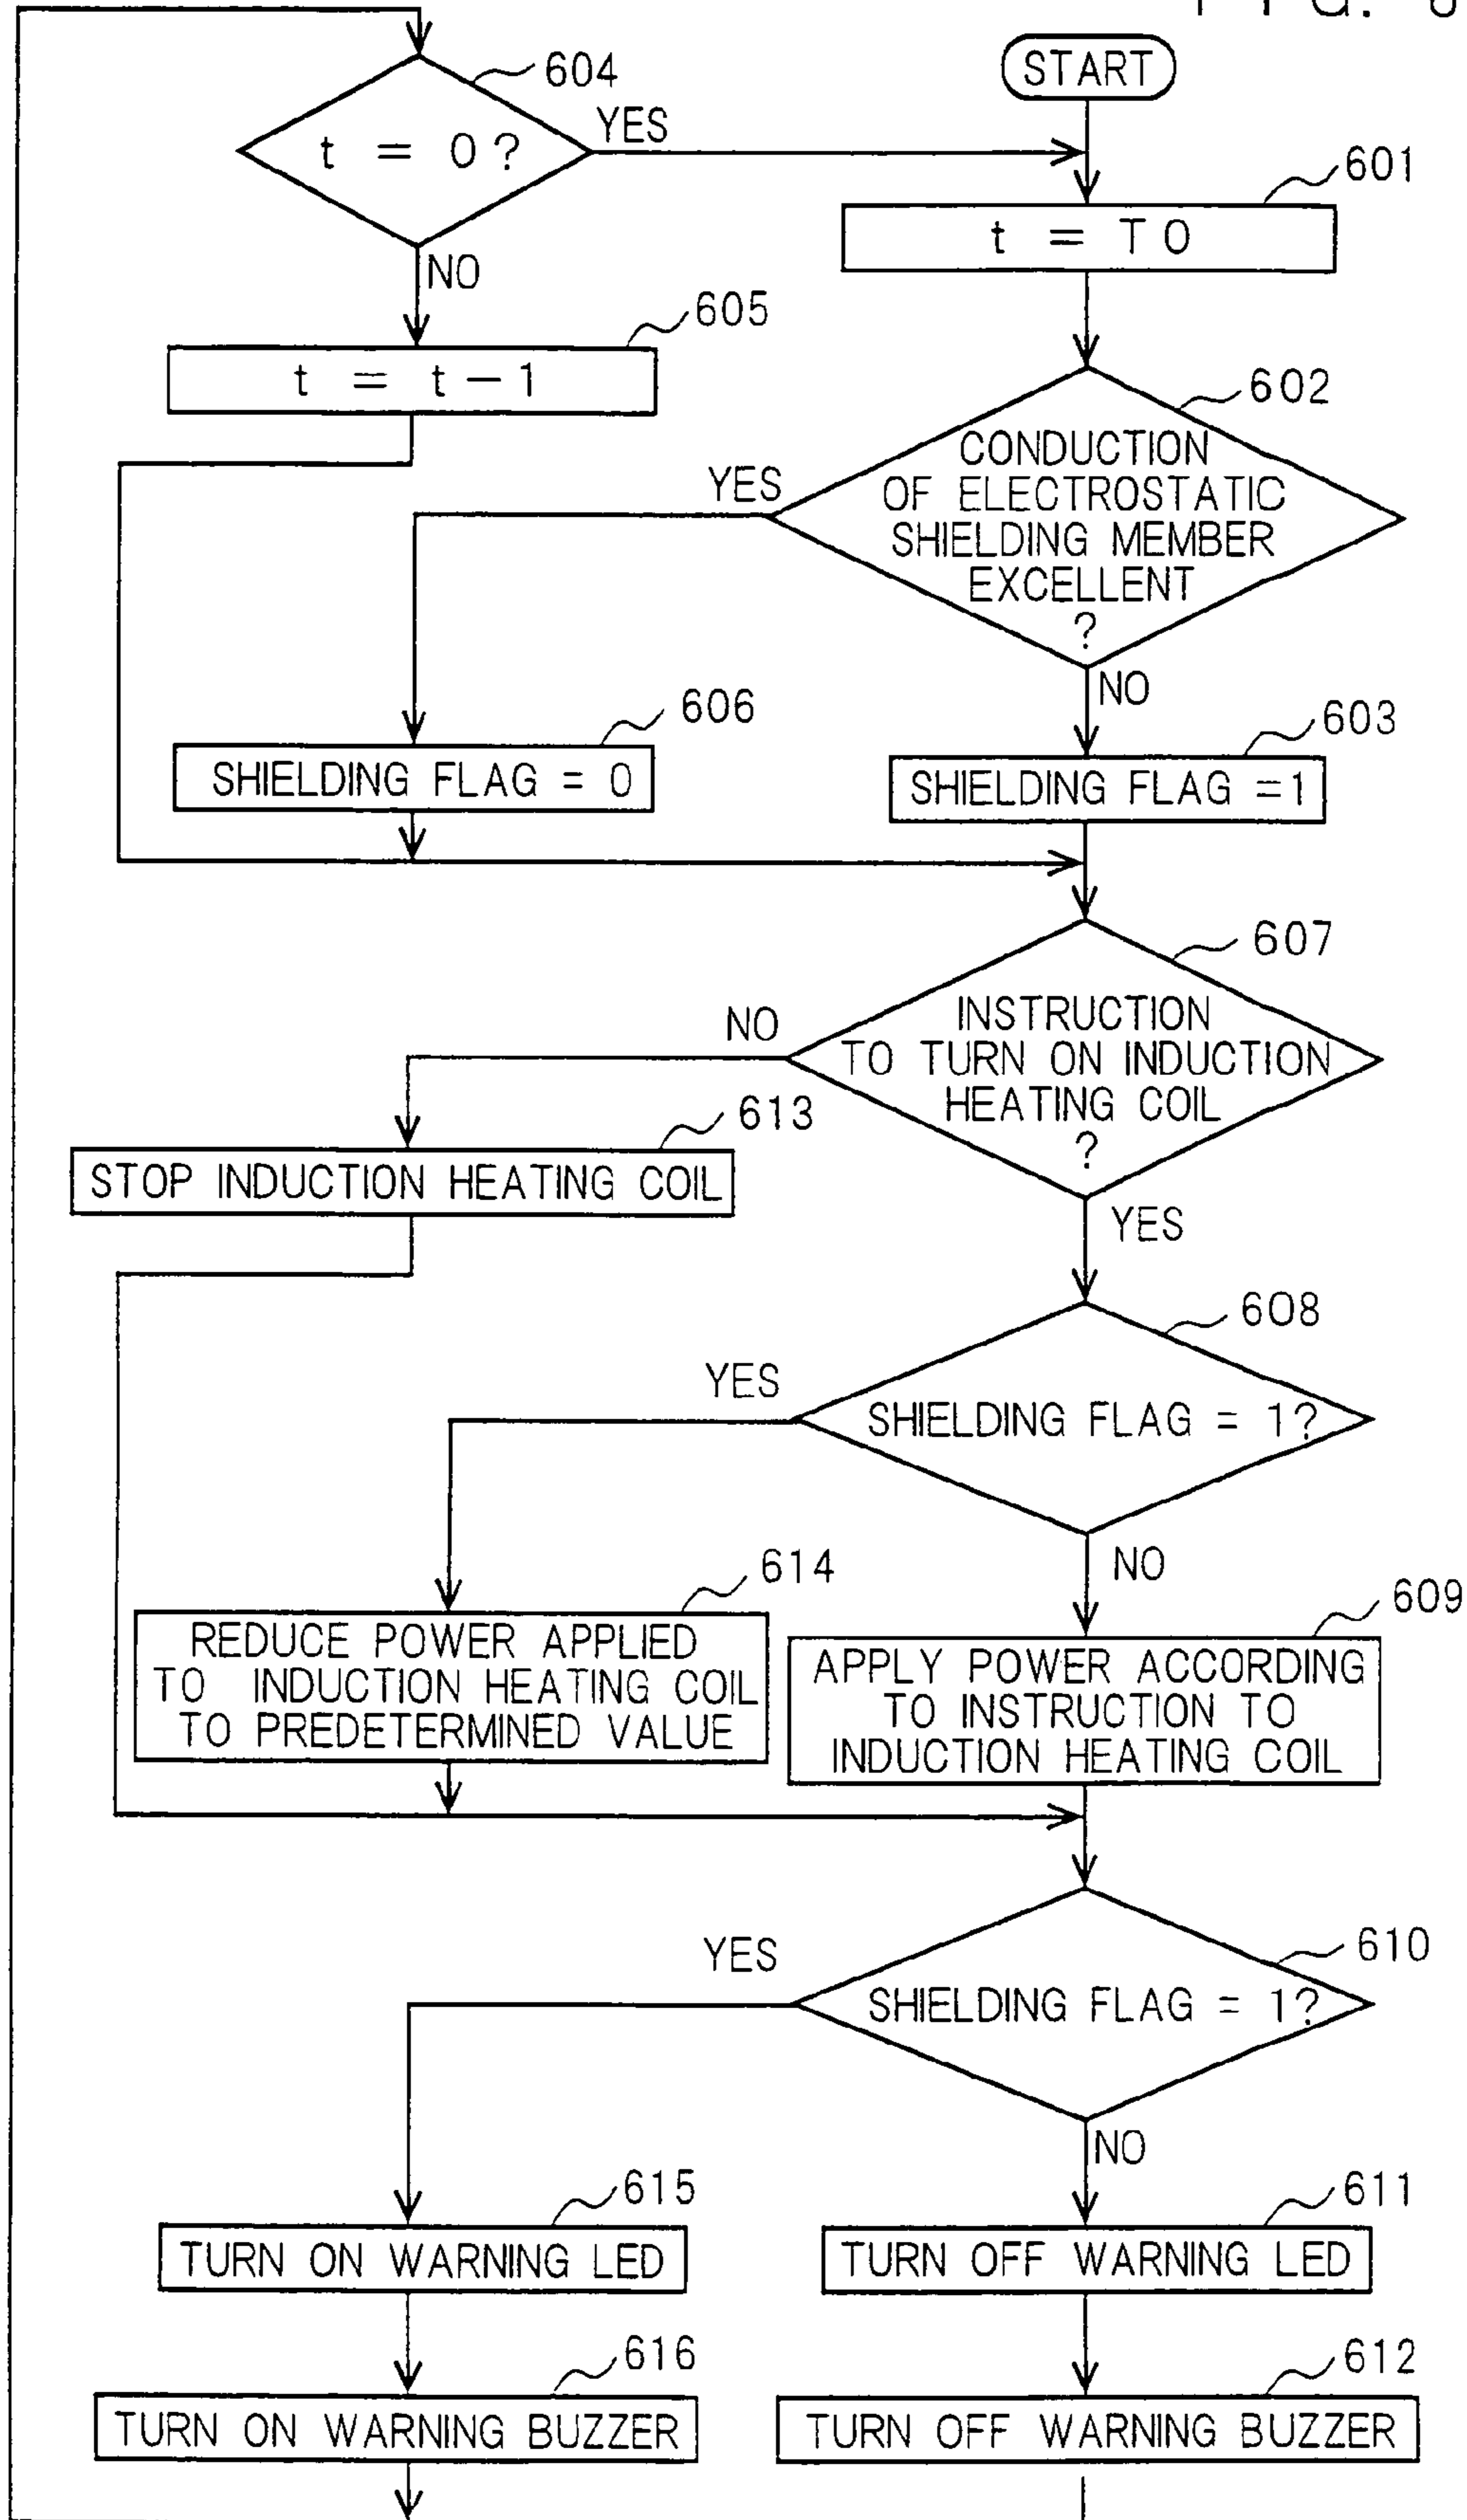 FIG. 6
START
604
t = 0?
YES
NO
601
t = T0
605
t = t-1
602
CONDUCTION
OF ELECTROSTATIC
SHIELDING MEMBER
EXCELLENT
?
YES
NO
606
SHIELDING FLAG = 0
603
SHIELDING FLAG =1
607
INSTRUCTION
TO TURN ON INDUCTION
HEATING COIL
?
NO
YES
613
STOP INDUCTION HEATING COIL
608
SHIELDING FLAG = 1?
YES
NO
614
REDUCE POWER APPLIED
TO INDUCTION HEATING COIL
TO PREDETERMINED VALUE
609
APPLY POWER ACCORDING
TO INSTRUCTION TO
INDUCTION HEATING COIL
610
SHIELDING FLAG = 1?
YES
NO
615
TURN ON WARNING LED
611
TURN OFF WARNING LED
616
TURN ON WARNING BUZZER
612
TURN OFF WARNING BUZZER